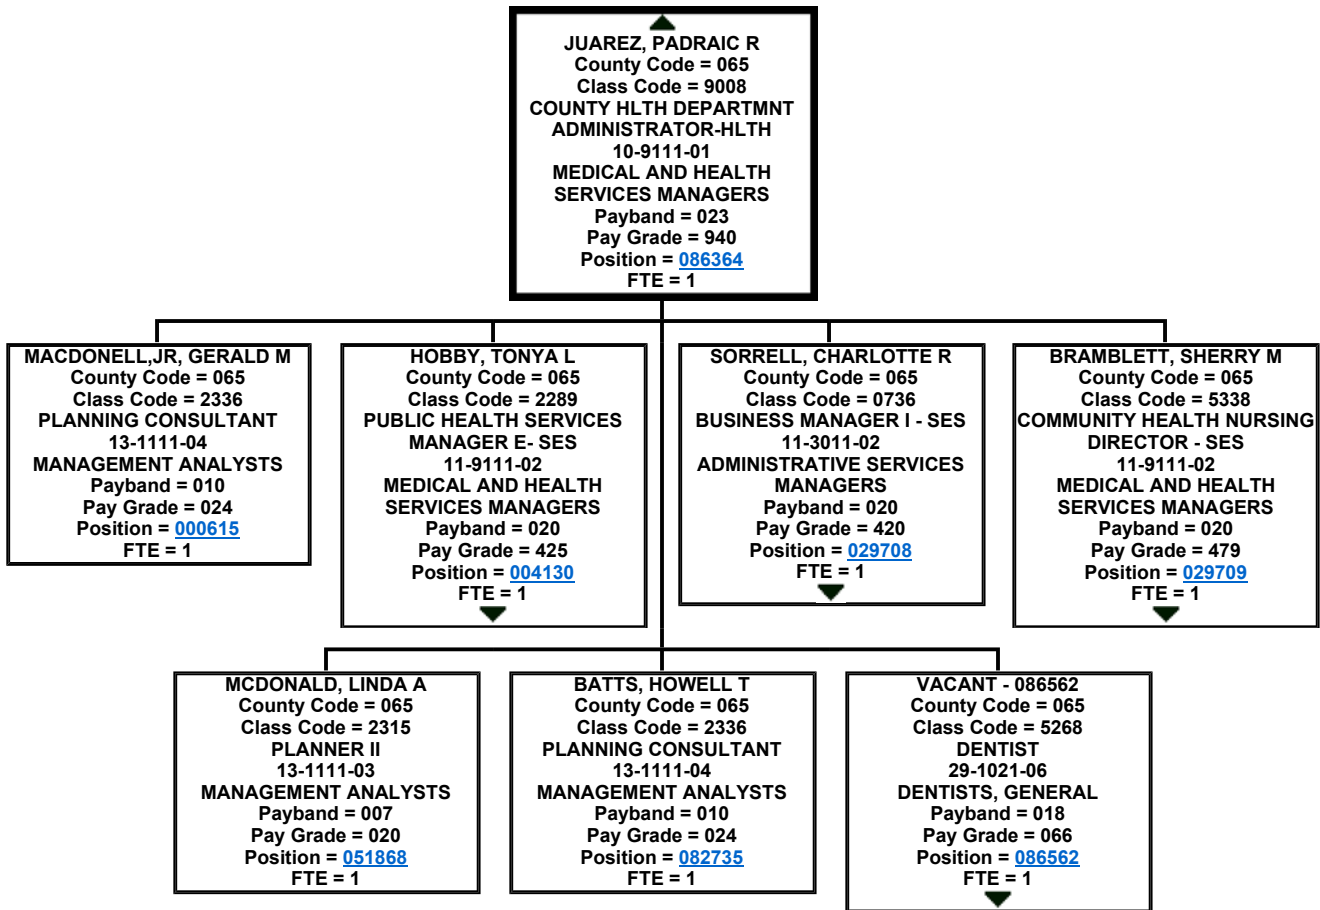 JUAREZ, PADRAIC R
County Code = 065
Class Code = 9008
COUNTY HLTH DEPARTMNT
ADMINISTRATOR-HLTH
10-9111-01
MEDICAL AND HEALTH
SERVICES MANAGERS
Payband = 023
Pay Grade = 940
Position = 086364
FTE = 1
MACDONELL,JR, GERALD M
County Code = 065
Class Code = 2336
PLANNING CONSULTANT
13-1111-04
MANAGEMENT ANALYSTS
Payband = 010
Pay Grade = 024
Position = 000615
FTE = 1
HOBBY, TONYA L
County Code = 065
Class Code = 2289
PUBLIC HEALTH SERVICES
MANAGER E- SES
11-9111-02
MEDICAL AND HEALTH
SERVICES MANAGERS
Payband = 020
Pay Grade = 425
Position = 004130
FTE = 1
SORRELL, CHARLOTTE R
County Code = 065
Class Code = 0736
BUSINESS MANAGER I - SES
11-3011-02
ADMINISTRATIVE SERVICES
MANAGERS
Payband = 020
Pay Grade = 420
Position = 029708
FTE = 1
BRAMBLETT, SHERRY M
County Code = 065
Class Code = 5338
COMMUNITY HEALTH NURSING
DIRECTOR - SES
11-9111-02
MEDICAL AND HEALTH
SERVICES MANAGERS
Payband = 020
Pay Grade = 479
Position = 029709
FTE = 1
MCDONALD, LINDA A
County Code = 065
Class Code = 2315
PLANNER II
13-1111-03
MANAGEMENT ANALYSTS
Payband = 007
Pay Grade = 020
Position = 051868
FTE = 1
BATTS, HOWELL T
County Code = 065
Class Code = 2336
PLANNING CONSULTANT
13-1111-04
MANAGEMENT ANALYSTS
Payband = 010
Pay Grade = 024
Position = 082735
FTE = 1
VACANT - 086562
County Code = 065
Class Code = 5268
DENTIST
29-1021-06
DENTISTS, GENERAL
Payband = 018
Pay Grade = 066
Position = 086562
FTE = 1